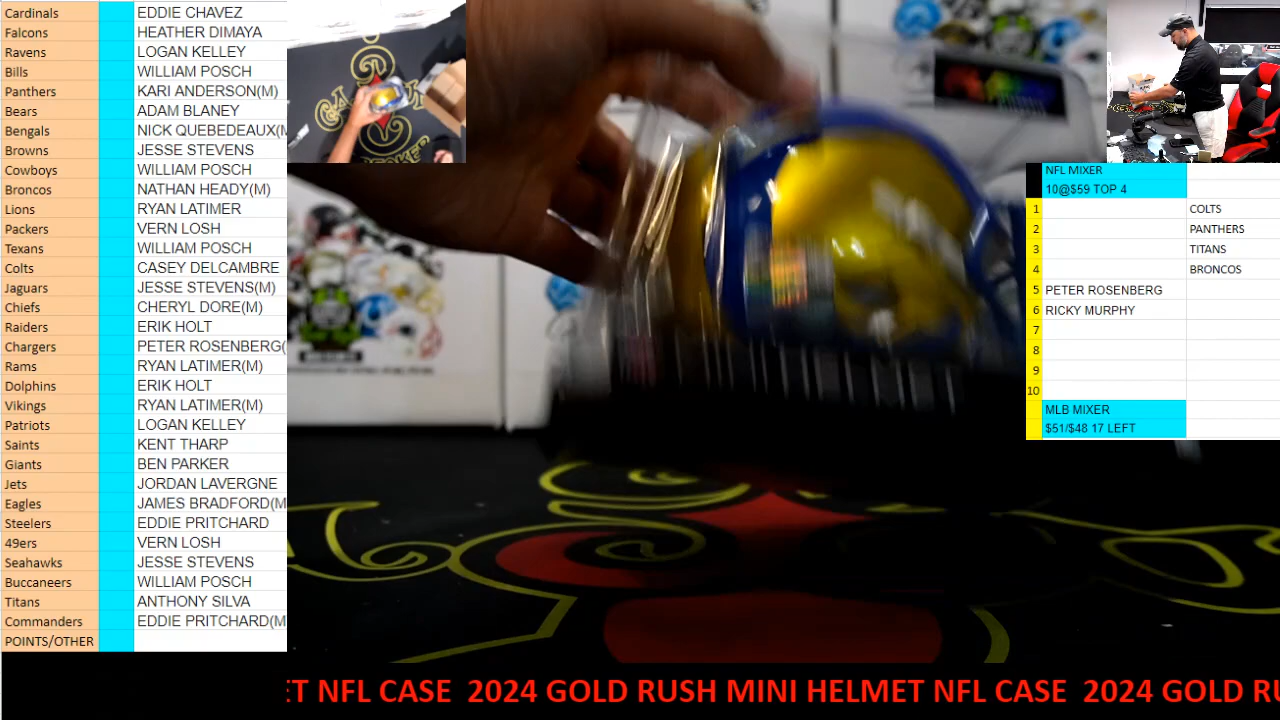 Cardinals EDDIE CHAVEZ
Falcons HEATHER DIMAYA
Ravens LOGAN KELLEY
Bills WILLIAM POSCH
Panthers KARI ANDERSON(M)
Bears ADAM BLANEY
Bengals NICK QUEBEDEAUX(M
Browns JESSE STEVENS
Cowboys WILLIAM POSCH
Broncos NATHAN HEADY(M)
Lions RYAN LATIMER
Packers VERN LOSH
Texans WILLIAM POSCH
Colts CASEY DELCAMBRE
Jaguars JESSE STEVENS(M)
Chiefs CHERYL DORE(M)
Raiders ERIK HOLT
Chargers PETER ROSENBERG(
Rams RYAN LATIMER(M)
Dolphins ERIK HOLT
Vikings RYAN LATIMER(M)
Patriots LOGAN KELLEY
Saints KENT THARP
Giants BEN PARKER
Jets JORDAN LAVERGNE
Eagles JAMES BRADFORD(M
Steelers EDDIE PRITCHARD
49ers VERN LOSH
Seahawks JESSE STEVENS
Buccaneers WILLIAM POSCH
Titans ANTHONY SILVA
Commanders EDDIE PRITCHARD(M
POINTS/OTHER
NFL MIXER
10@$59 TOP 4
1 COLTS
2 PANTHERS
3 TITANS
4 BRONCOS
5 PETER ROSENBERG
6 RICKY MURPHY
7
8
9
10
MLB MIXER
$51/$48 17 LEFT
ET NFL CASE 2024 GOLD RUSH MINI HELMET NFL CASE 2024 GOLD RU